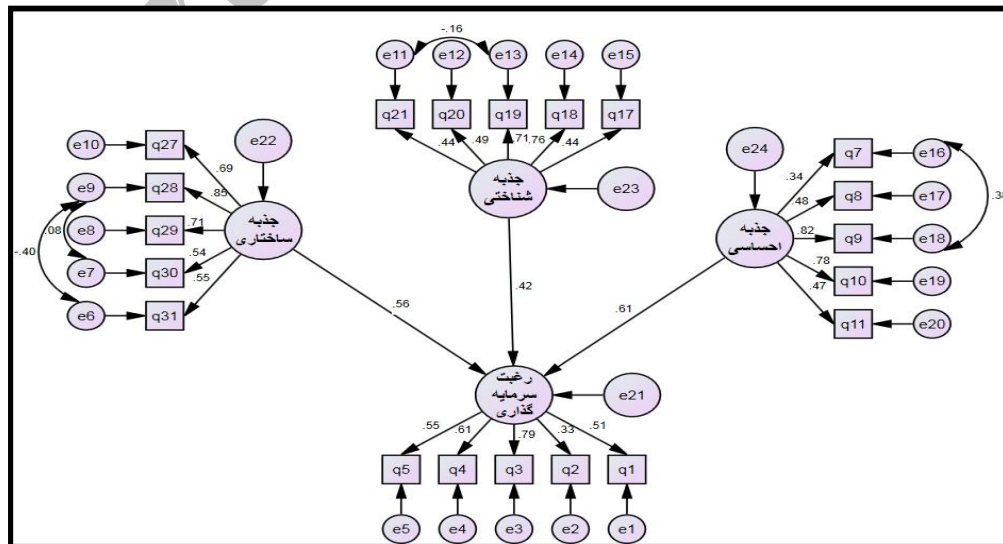 -.16
e11 e12 e13 e14 e15
q21 q20 q19 q18 q17
.44 .49 .71 .76 .44
جذبه
شناختی
e23
e10 q27 e22
e9 q28
e8 q29
e7 q30
e6 q31
.69
.85
.71
.54
.55
.08
-.40
جذبه
ساختاری
e24
q7 e16
q8 e17
q9 e18
q10 e19
q11 e20
.34
.48
.82
.78
.47
جذبه
احساسی
.56
.42
.61
رغبت
سرمایه
گذاری
e21
.55 .61 .79 .33 .51
q5 q4 q3 q2 q1
e5 e4 e3 e2 e1